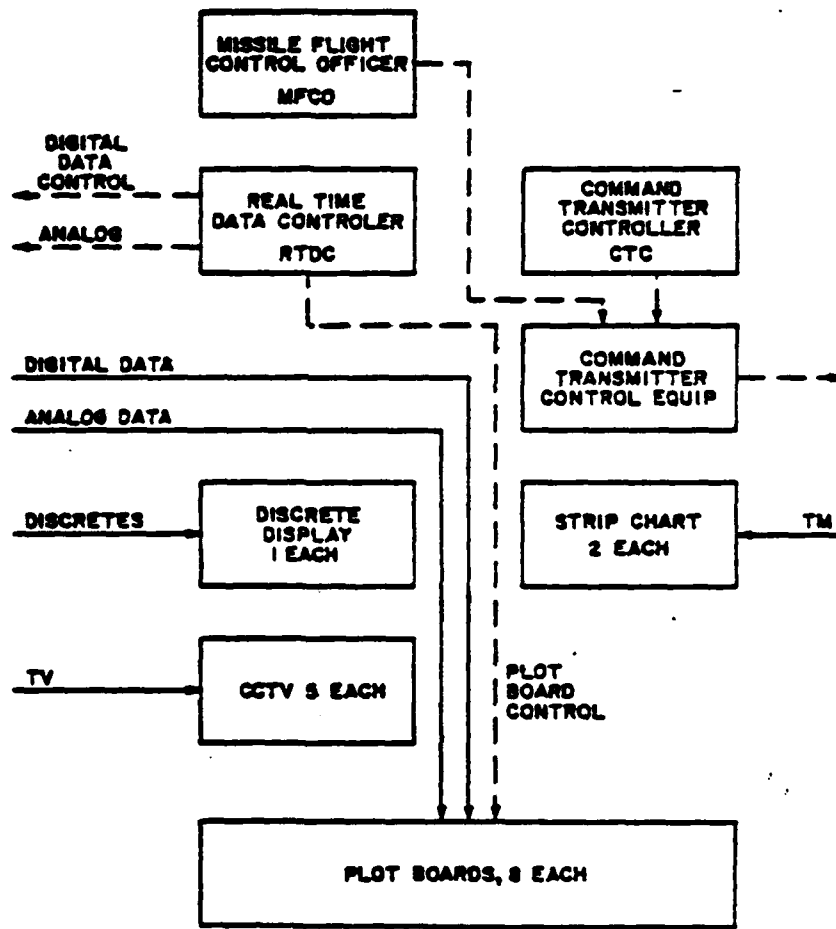 MISSILE FLIGHT
CONTROL OFFICER
MFCO
DIGITAL
DATA
CONTROL
ANALOG
REAL TIME
DATA CONTROLER
RTDC
COMMAND
TRANSMITTER
CONTROLLER
CTC
DIGITAL DATA
ANALOG DATA
COMMAND
TRANSMITTER
CONTROL EQUIP
DISCRETES
DISCRETE
DISPLAY
1 EACH
STRIP CHART
2 EACH
TM
TV
CCTV 5 EACH
PLOT
BOARD
CONTROL
PLOT BOARDS, 8 EACH